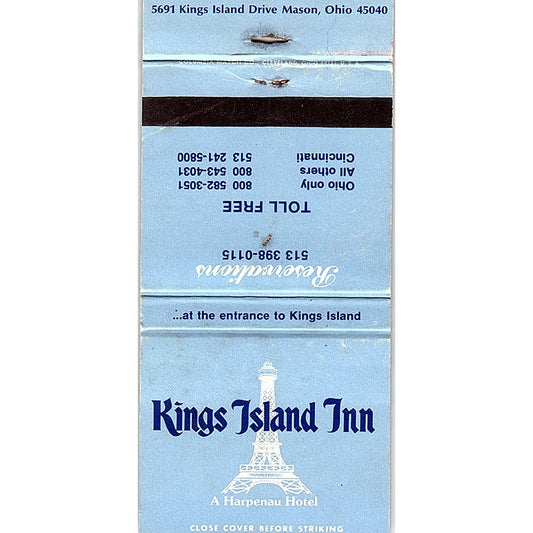 5691 Kings Island Drive Mason, Ohio 45040
...at the entrance to Kings Island
Kings Island Inn
A Harpenau Hotel
CLOSE COVER BEFORE STRIKING
Reservations
513 398-0115
TOLL FREE
Ohio only 800 582-3051
All others 800 543-4031
Cincinnati 513 241-5800